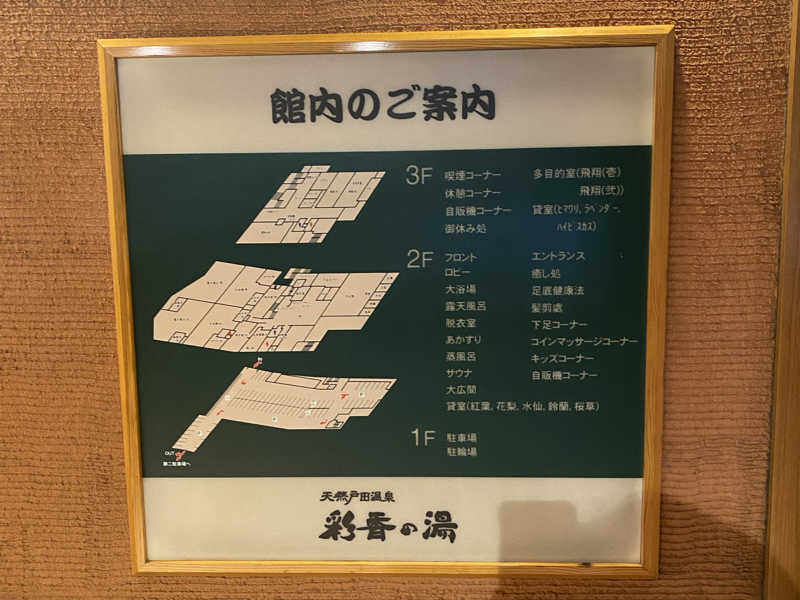 館内のご案内
3F
喫煙コーナー
休憩コーナー
自販機コーナー
御休み処
多目的室(飛翔(壱)
飛翔(弐))
貸室(ヒマワリ, ラベンダー,
ハイビスカス)
2F
フロント
ロビー
大浴場
露天風呂
脱衣室
あかすり
蒸風呂
サウナ
大広間
貸室(紅葉, 花梨, 水仙, 鈴蘭, 桜草)
エントランス
癒し処
足底健康法
髪剪處
下足コーナー
コインマッサージコーナー
キッズコーナー
自販機コーナー
1F
駐車場
駐輪場
OUT
第二駐車場へ
天然戸田温泉
彩香の湯